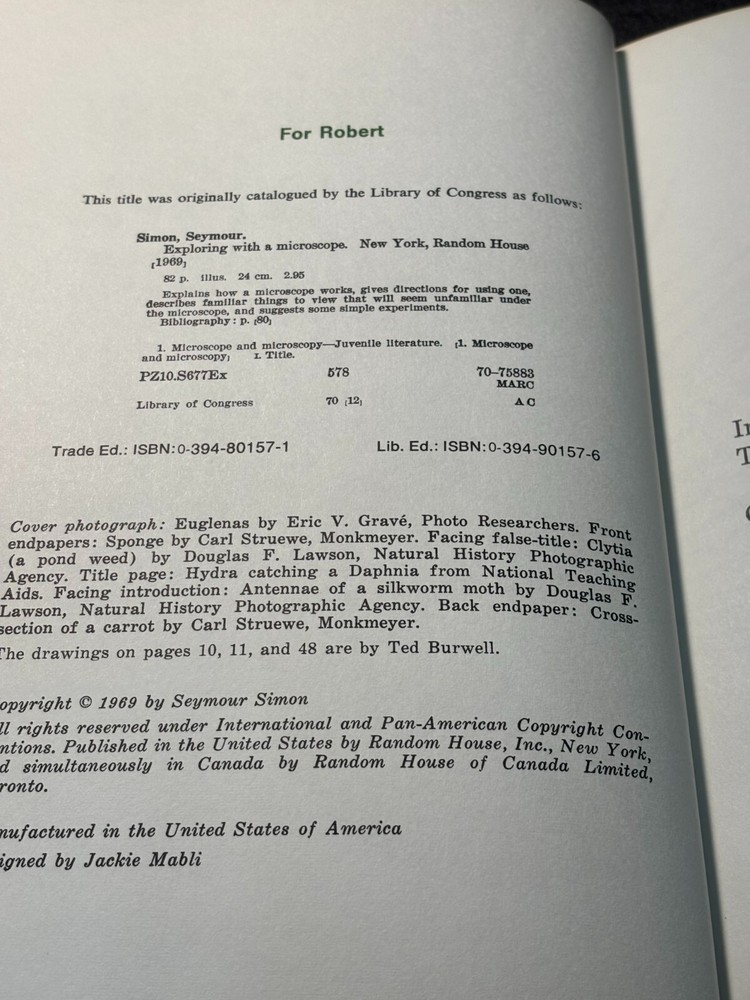 For Robert
This title was originally catalogued by the Library of Congress as follows:
Simon, Seymour.
Exploring with a microscope. New York, Random House
[1969]
82 p. illus. 24 cm. 2.95
Explains how a microscope works, gives directions for using one,
describes familiar things to view that will seem unfamiliar under
the microscope, and suggests some simple experiments.
Bibliography : p. [80]
1. Microscope and microscopy—Juvenile literature. [1. Microscope
and microscopy] I. Title.
PZ10.S677Ex 578 70–75883
MARC
Library of Congress 70 [12] A C
Trade Ed.: ISBN:0-394-80157-1 Lib. Ed.: ISBN:0-394-90157-6
Cover photograph: Euglenas by Eric V. Gravé, Photo Researchers. Front
endpapers: Sponge by Carl Struewe, Monkmeyer. Facing false-title: Clytia
(a pond weed) by Douglas F. Lawson, Natural History Photographic
Agency. Title page: Hydra catching a Daphnia from National Teaching
Aids. Facing introduction: Antennae of a silkworm moth by Douglas F.
Lawson, Natural History Photographic Agency. Back endpaper: Cross-
section of a carrot by Carl Struewe, Monkmeyer.
The drawings on pages 10, 11, and 48 are by Ted Burwell.
opyright © 1969 by Seymour Simon
ll rights reserved under International and Pan-American Copyright Con-
ntions. Published in the United States by Random House, Inc., New York,
d simultaneously in Canada by Random House of Canada Limited,
ronto.
nufactured in the United States of America
igned by Jackie Mabli